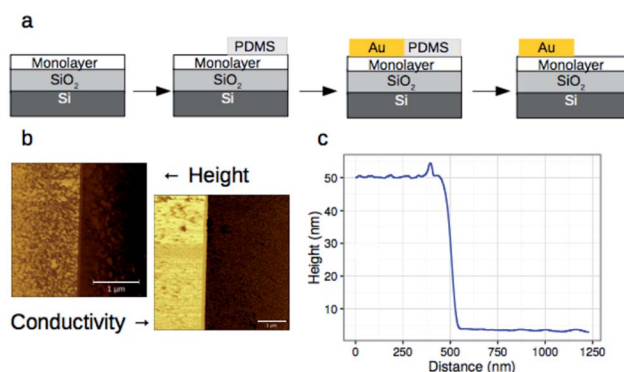 a
PDMS
Au PDMS
Au
Monolayer
Monolayer
Monolayer
Monolayer
SiO2
SiO2
SiO2
SiO2
Si
Si
Si
Si
b
← Height
1 μm
Conductivity →
1 μm
c
50
40
30
20
10
Height (nm)
0 250 500 750 1000 1250
Distance (nm)